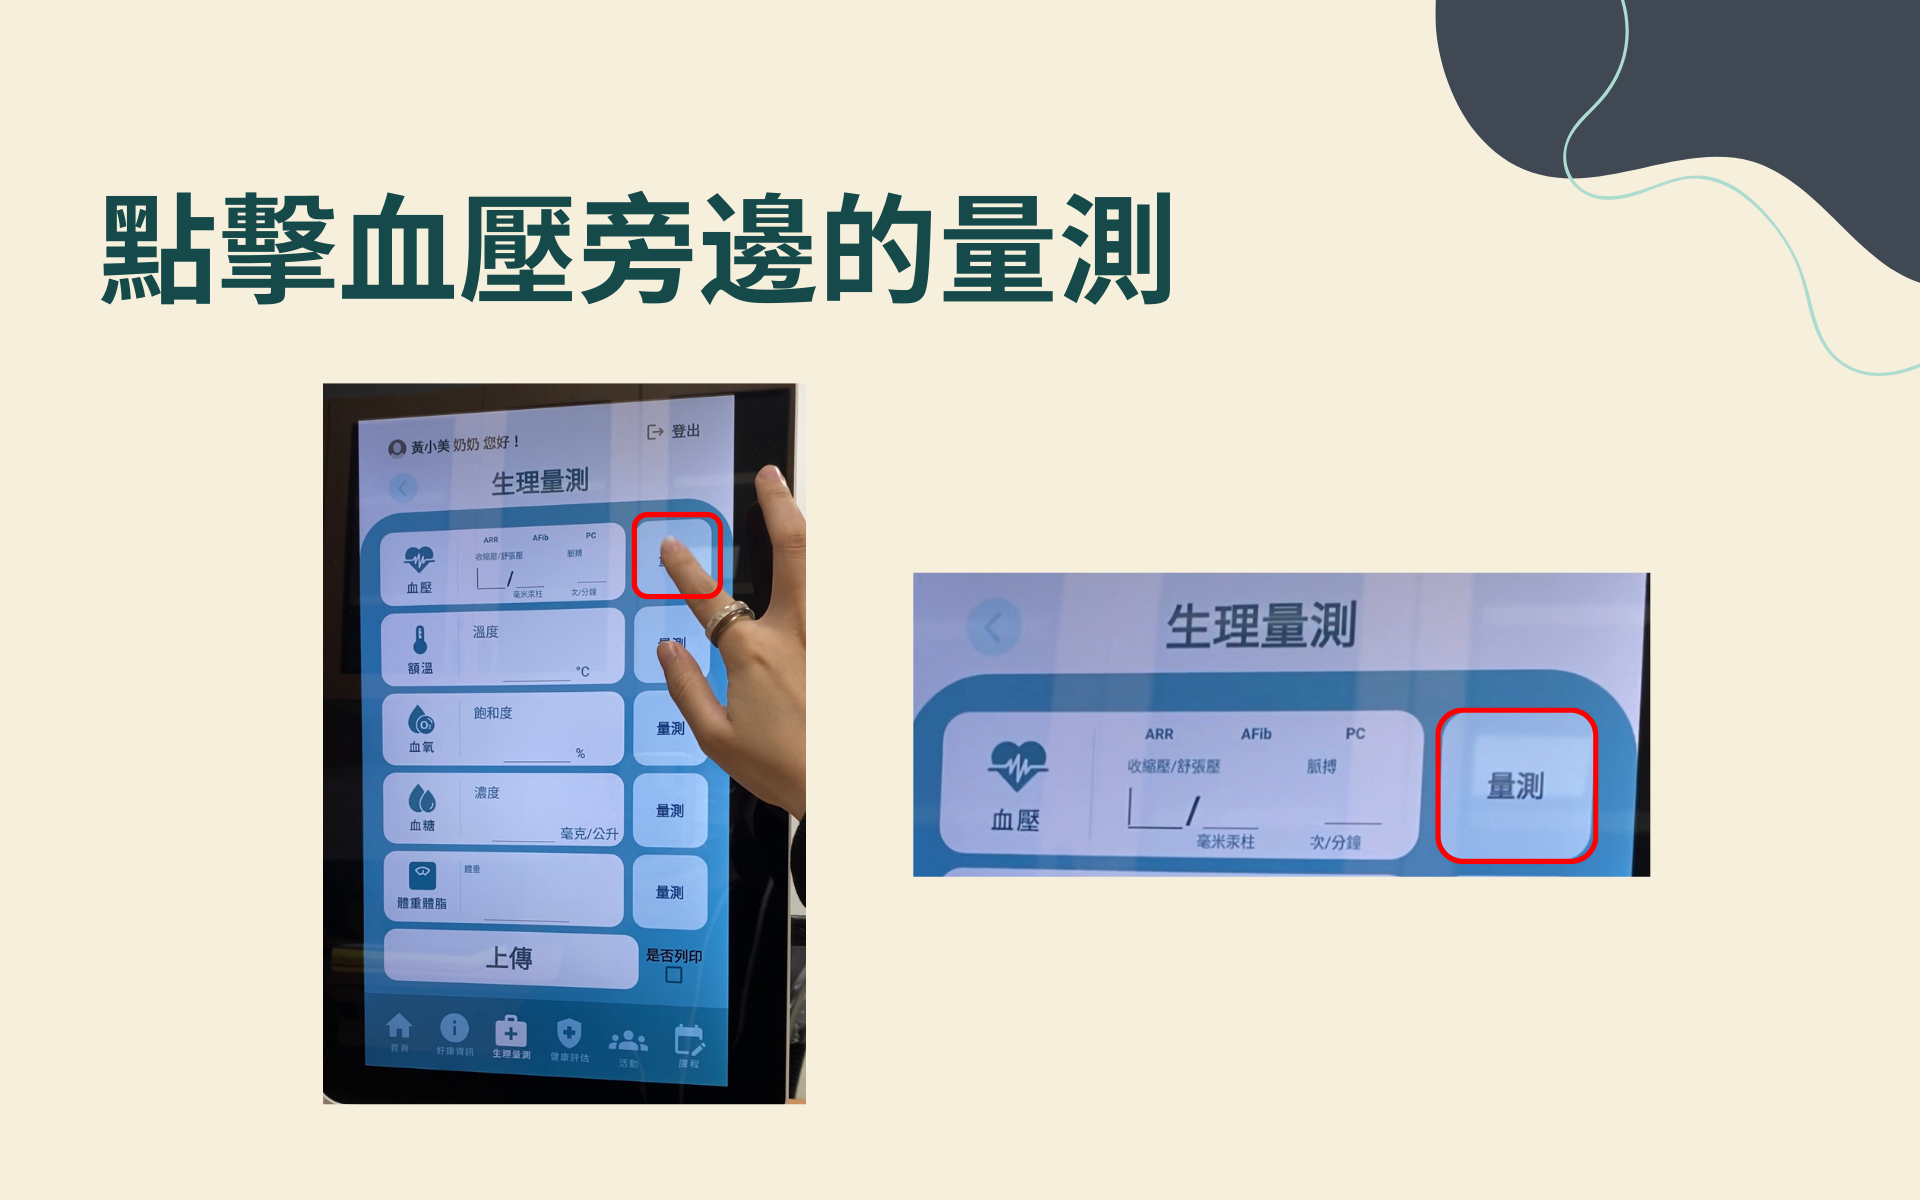 點擊血壓旁邊的量測
黃小美 奶奶 您好！
登出
生理量測
ARR AFib PC
收縮壓/舒張壓 脈搏
/
血壓
毫米汞柱 次/分鐘
溫度
額溫
°C
量測
飽和度
O₂
血氧
%
量測
濃度
血糖
毫克/公升
量測
體重
體重體脂
量測
上傳
是否列印
首頁 好康資訊 生理量測 健康評估 活動 課程
生理量測
ARR AFib PC
收縮壓/舒張壓 脈搏
/
血壓
毫米汞柱 次/分鐘
量測